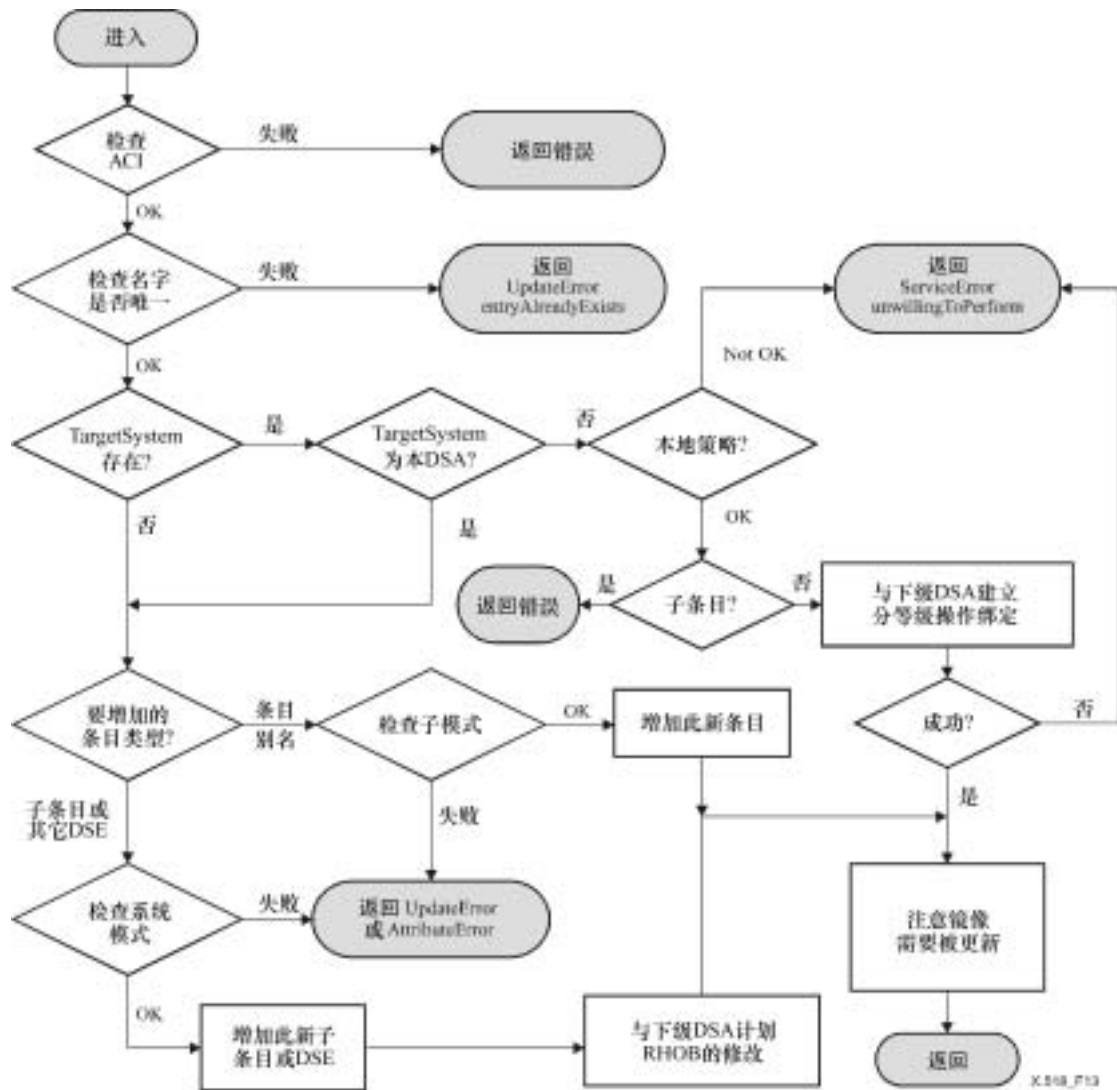 进入
检查
ACI
失败
返回错误
OK
检查名字
是否唯一
失败
返回
UpdateError
entryAlreadyExists
返回
ServiceError
unwillingToPerform
OK
Not OK
TargetSystem
存在?
是
TargetSystem
为本DSA?
否
本地策略?
否
是
OK
返回错误
是
子条目?
否
与下级DSA建立
分等级操作绑定
要增加的
条目类型?
条目
别名
检查子模式
OK
增加此新条目
成功?
否
子条目或
其它DSE
失败
是
检查系统
模式
失败
返回 UpdateError
或 AttributeError
注意镜像
需要被更新
OK
增加此新子
条目或DSE
与下级DSA计划
RHOB的修改
返回
X.518_F13